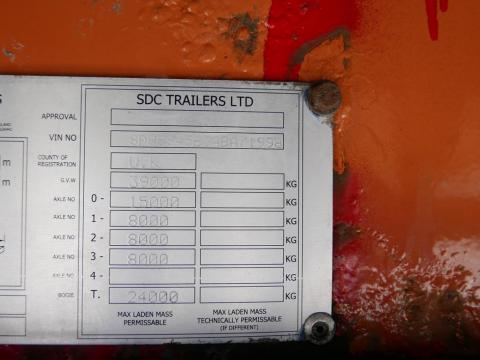 SDC TRAILERS LTD
APPROVAL
VIN NO
COUNTY OF REGISTRATION U.K
G.V.W 39000 KG
AXLE NO 0 - 15000 KG
AXLE NO 1 - 8000 KG
AXLE NO 2 - 8000 KG
AXLE NO 3 - 8000 KG
AXLE NO 4 - KG
BOGIE T. 24000 KG
MAX LADEN MASS PERMISSABLE
MAX LADEN MASS TECHNICALLY PERMISSABLE (IF DIFFERENT)
m
m